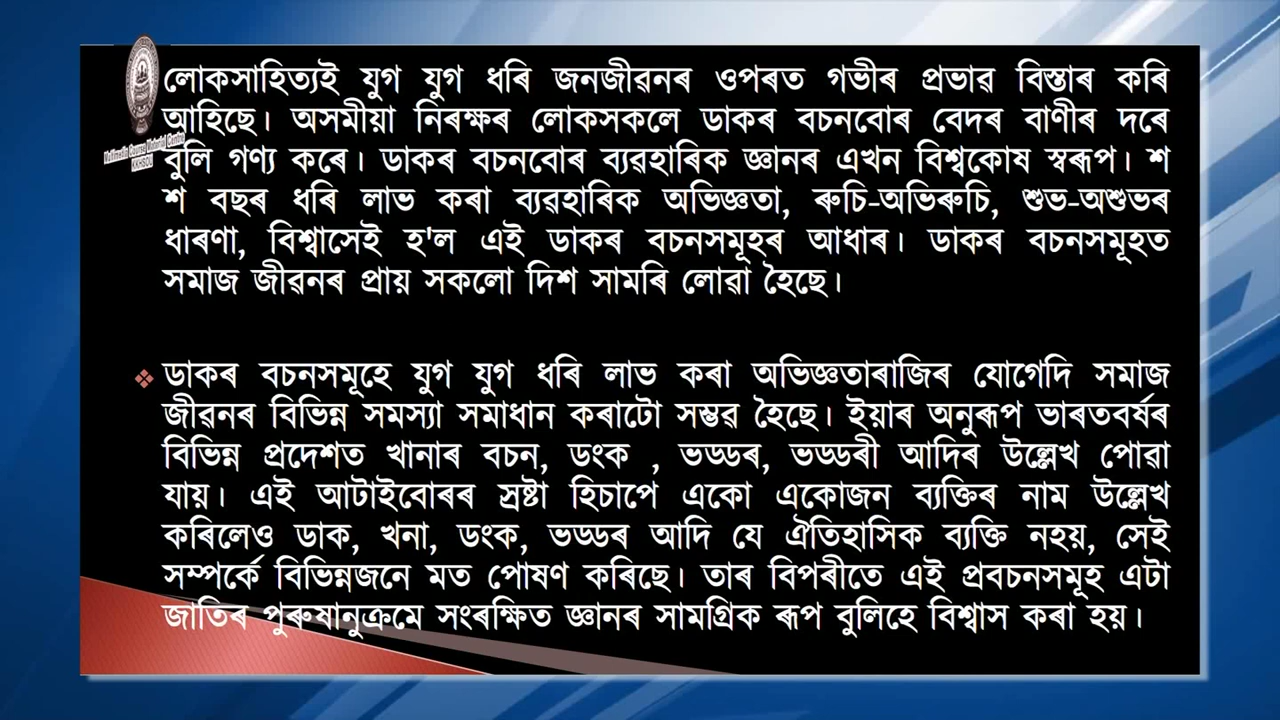 লোকসাহিত্যই যুগ যুগ ধৰি জনজীৱনৰ ওপৰত গভীৰ প্ৰভাৱ বিস্তাৰ কৰি
আহিছে। অসমীয়া নিৰক্ষৰ লোকসকলে ডাকৰ বচনবোৰ বেদৰ বাণীৰ দৰে
বুলি গণ্য কৰে। ডাকৰ বচনবোৰ ব্যৱহাৰিক জ্ঞানৰ এখন বিশ্বকোষ স্বৰূপ। শ
শ বছৰ ধৰি লাভ কৰা ব্যৱহাৰিক অভিজ্ঞতা, ৰুচি-অভিৰুচি, শুভ-অশুভৰ
ধাৰণা, বিশ্বাসেই হ'ল এই ডাকৰ বচনসমূহৰ আধাৰ। ডাকৰ বচনসমূহত
সমাজ জীৱনৰ প্ৰায় সকলো দিশ সামৰি লোৱা হৈছে।
❖ ডাকৰ বচনসমূহে যুগ যুগ ধৰি লাভ কৰা অভিজ্ঞতাৰাজিৰ যোগেদি সমাজ
জীৱনৰ বিভিন্ন সমস্যা সমাধান কৰাটো সম্ভৱ হৈছে। ইয়াৰ অনুৰূপ ভাৰতবৰ্ষৰ
বিভিন্ন প্ৰদেশত খানাৰ বচন, ডংক , ভড্ডৰ, ভড্ডৰী আদিৰ উল্লেখ পোৱা
যায়। এই আটাইবোৰৰ স্ৰষ্টা হিচাপে একো একোজন ব্যক্তিৰ নাম উল্লেখ
কৰিলেও ডাক, খনা, ডংক, ভড্ডৰ আদি যে ঐতিহাসিক ব্যক্তি নহয়, সেই
সম্পৰ্কে বিভিন্নজনে মত পোষণ কৰিছে। তাৰ বিপৰীতে এই প্ৰবচনসমূহ এটা
জাতিৰ পুৰুষানুক্ৰমে সংৰক্ষিত জ্ঞানৰ সামগ্ৰিক ৰূপ বুলিহে বিশ্বাস কৰা হয়।
Multimedia Course Material Centre
KKHSOU